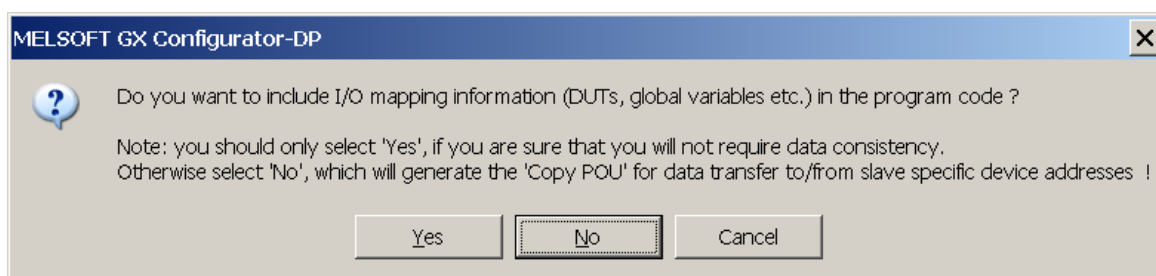 MELSOFT GX Configurator-DP
Do you want to include I/O mapping information (DUTs, global variables etc.) in the program code ?
Note: you should only select 'Yes', if you are sure that you will not require data consistency.
Otherwise select 'No', which will generate the 'Copy POU' for data transfer to/from slave specific device addresses !
Yes No Cancel